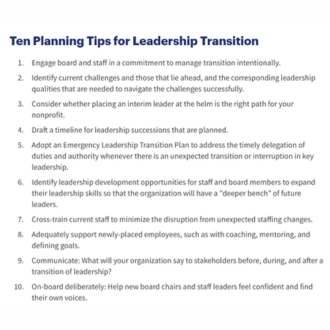 Ten Planning Tips for Leadership Transition
1. Engage board and staff in a commitment to manage transition intentionally.
2. Identify current challenges and those that lie ahead, and the corresponding leadership
qualities that are needed to navigate the challenges successfully.
3. Consider whether placing an interim leader at the helm is the right path for your
nonprofit.
4. Draft a timeline for leadership successions that are planned.
5. Adopt an Emergency Leadership Transition Plan to address the timely delegation of
duties and authority whenever there is an unexpected transition or interruption in key
leadership.
6. Identify leadership development opportunities for staff and board members to expand
their leadership skills so that the organization will have a "deeper bench" of future
leaders.
7. Cross-train current staff to minimize the disruption from unexpected staffing changes.
8. Adequately support newly-placed employees, such as with coaching, mentoring, and
defining goals.
9. Communicate: What will your organization say to stakeholders before, during, and after a
transition of leadership?
10. On-board deliberately: Help new board chairs and staff leaders feel confident and find
their own voices.